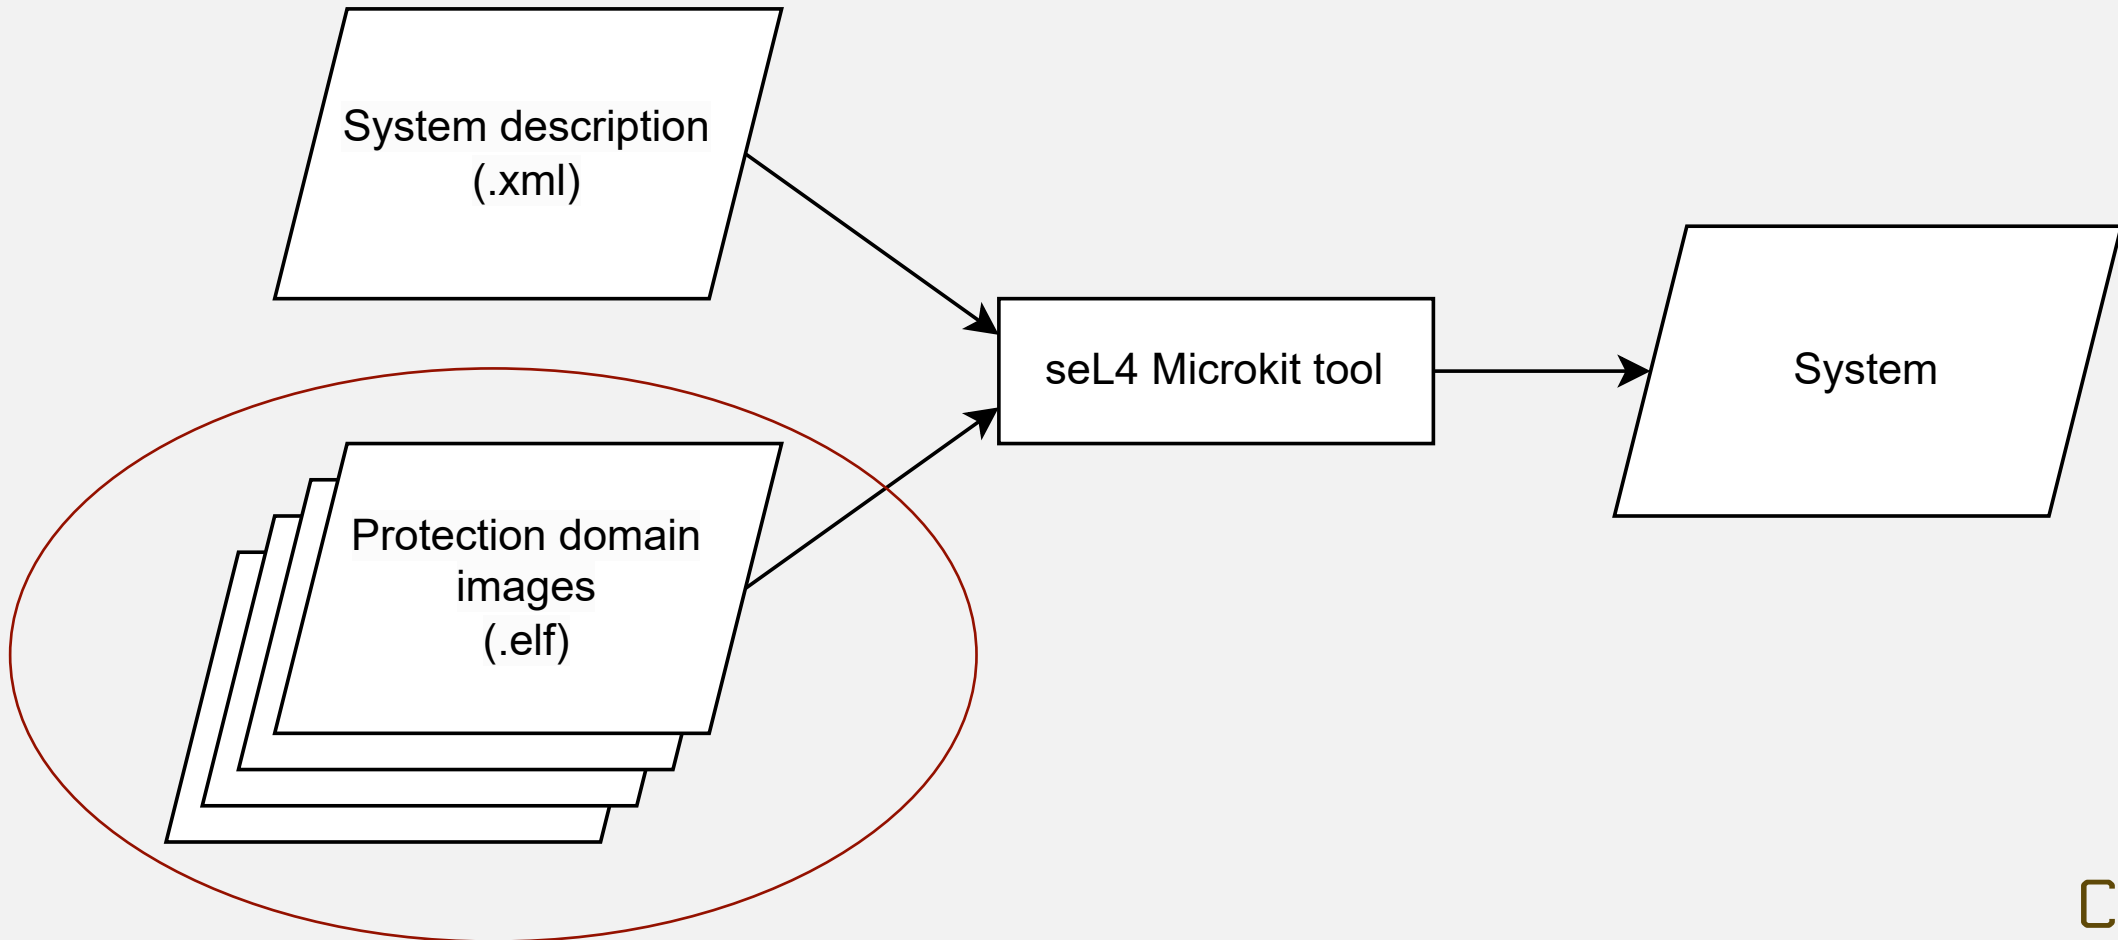 System description
(.xml)
seL4 Microkit tool
System
Protection domain
images
(.elf)
C